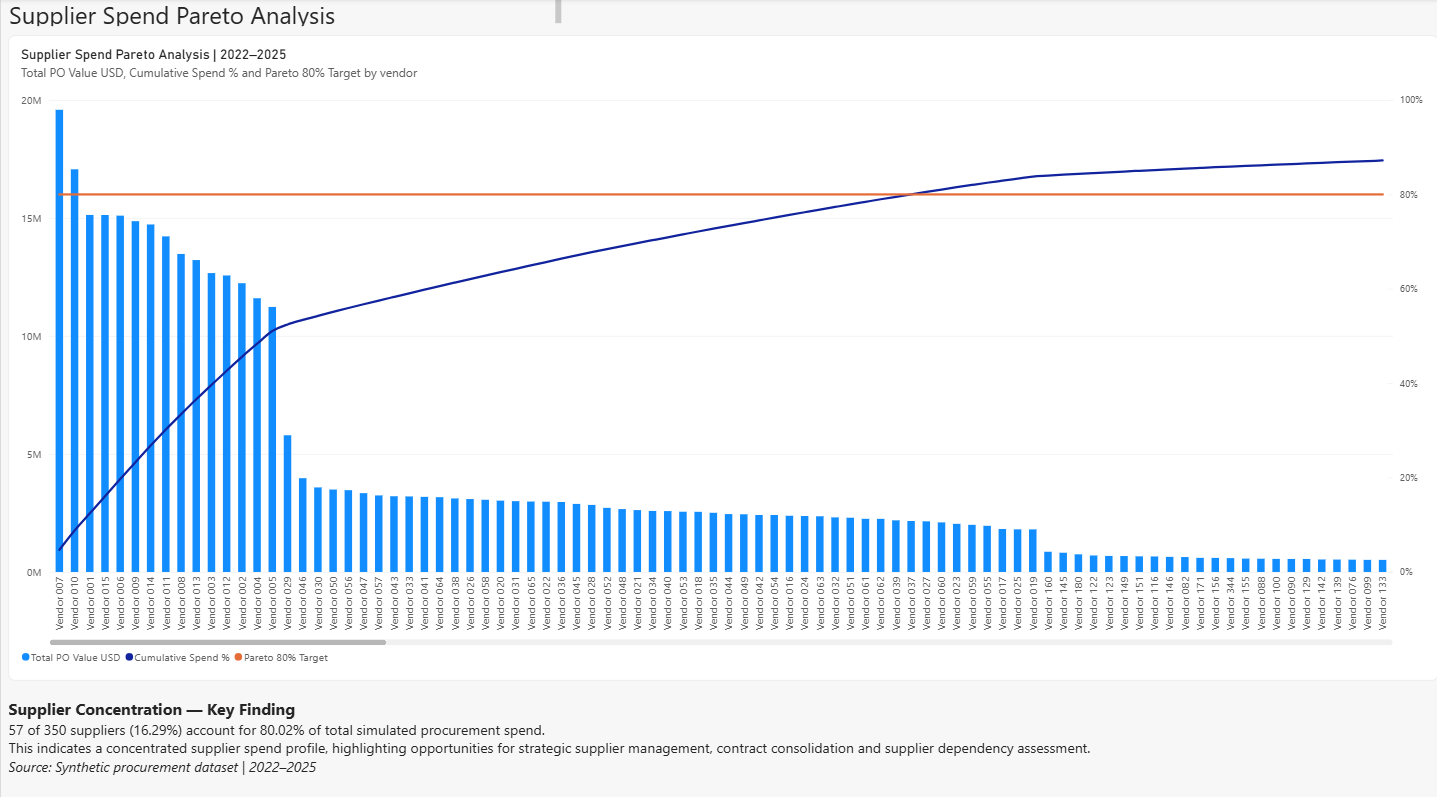 Supplier Spend Pareto Analysis
Supplier Spend Pareto Analysis | 2022–2025
Total PO Value USD, Cumulative Spend % and Pareto 80% Target by vendor
20M
15M
10M
5M
0M
100%
80%
60%
40%
20%
0%
Vendor 007
Vendor 010
Vendor 001
Vendor 015
Vendor 006
Vendor 009
Vendor 014
Vendor 011
Vendor 008
Vendor 013
Vendor 003
Vendor 012
Vendor 002
Vendor 004
Vendor 005
Vendor 029
Vendor 046
Vendor 030
Vendor 050
Vendor 056
Vendor 047
Vendor 057
Vendor 043
Vendor 033
Vendor 041
Vendor 064
Vendor 038
Vendor 026
Vendor 058
Vendor 020
Vendor 031
Vendor 065
Vendor 022
Vendor 036
Vendor 045
Vendor 028
Vendor 052
Vendor 048
Vendor 021
Vendor 034
Vendor 040
Vendor 053
Vendor 018
Vendor 035
Vendor 044
Vendor 049
Vendor 042
Vendor 054
Vendor 016
Vendor 024
Vendor 063
Vendor 032
Vendor 051
Vendor 061
Vendor 062
Vendor 039
Vendor 037
Vendor 027
Vendor 060
Vendor 023
Vendor 059
Vendor 055
Vendor 017
Vendor 025
Vendor 019
Vendor 160
Vendor 145
Vendor 180
Vendor 122
Vendor 123
Vendor 149
Vendor 151
Vendor 116
Vendor 146
Vendor 082
Vendor 171
Vendor 156
Vendor 344
Vendor 155
Vendor 088
Vendor 100
Vendor 090
Vendor 129
Vendor 142
Vendor 139
Vendor 076
Vendor 099
Vendor 133
Total PO Value USD
Cumulative Spend %
Pareto 80% Target
Supplier Concentration — Key Finding
57 of 350 suppliers (16.29%) account for 80.02% of total simulated procurement spend.
This indicates a concentrated supplier spend profile, highlighting opportunities for strategic supplier management, contract consolidation and supplier dependency assessment.
Source: Synthetic procurement dataset | 2022–2025